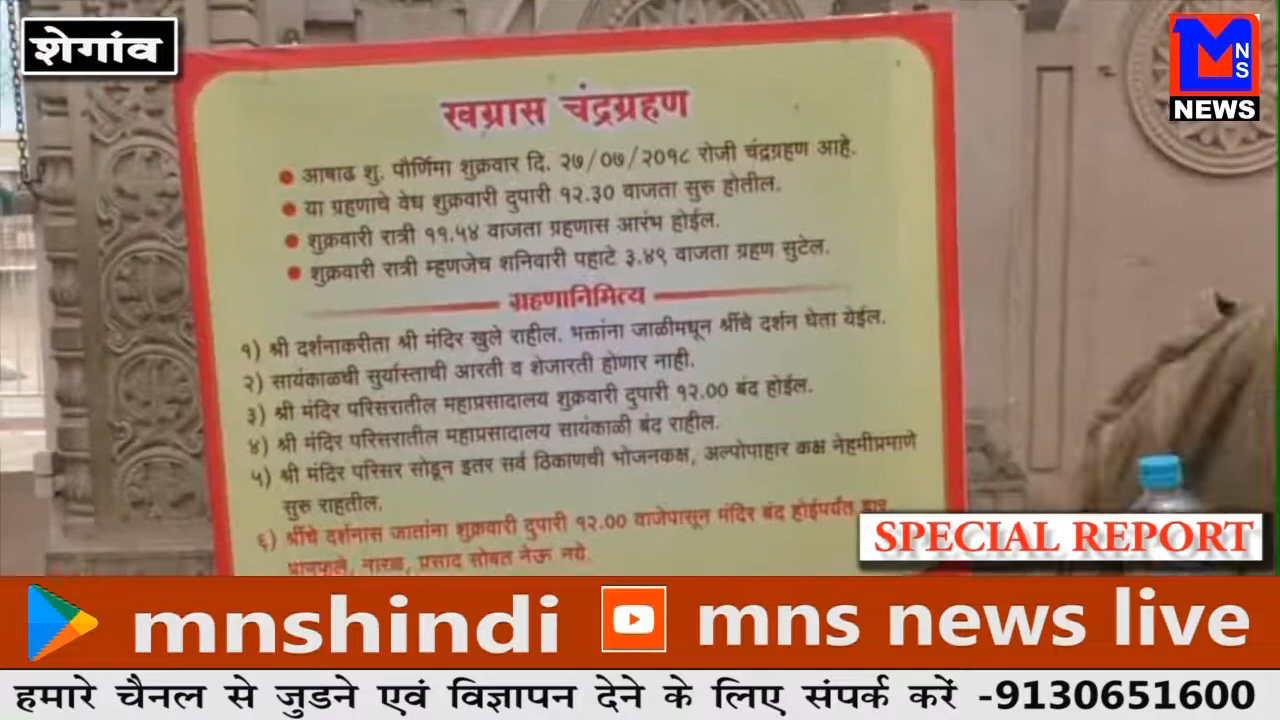 शेगांव
MNS
NEWS
खग्रास चंद्रग्रहण
आषाढ शु. पौर्णिमा शुक्रवार दि. २७/०७/२०१८ रोजी चंद्रग्रहण आहे.
या ग्रहणाचे वेध शुक्रवारी दुपारी १२.३० वाजता सुरु होतील.
शुक्रवारी रात्री ११.५४ वाजता ग्रहणास आरंभ होईल.
शुक्रवारी रात्री म्हणजेच शनिवारी पहाटे ३.४९ वाजता ग्रहण सुटेल.
ग्रहणानिमित्य
१) श्री दर्शनाकरीता श्री मंदिर खुले राहील. भक्तांना जाळीमधून श्रींचे दर्शन घेता येईल.
२) सायंकाळची सुर्यास्ताची आरती व शेजारती होणार नाही.
३) श्री मंदिर परिसरातील महाप्रसादालय शुक्रवारी दुपारी १२.०० बंद होईल.
४) श्री मंदिर परिसरातील महाप्रसादालय सायंकाळी बंद राहील.
५) श्री मंदिर परिसर सोडून इतर सर्व ठिकाणची भोजनकक्ष, अल्पोपाहार कक्ष नेहमीप्रमाणे
सुरु राहतील.
६) श्रींचे दर्शनास जातांना शुक्रवारी दुपारी १२.०० वाजेपासून मंदिर बंद होईपर्यंत हार
पानफुले, नारळ, प्रसाद सोबत नेऊ नये.
SPECIAL REPORT
mnshindi mns news live
हमारे चैनल से जुडने एवं विज्ञापन देने के लिए संपर्क करें -9130651600